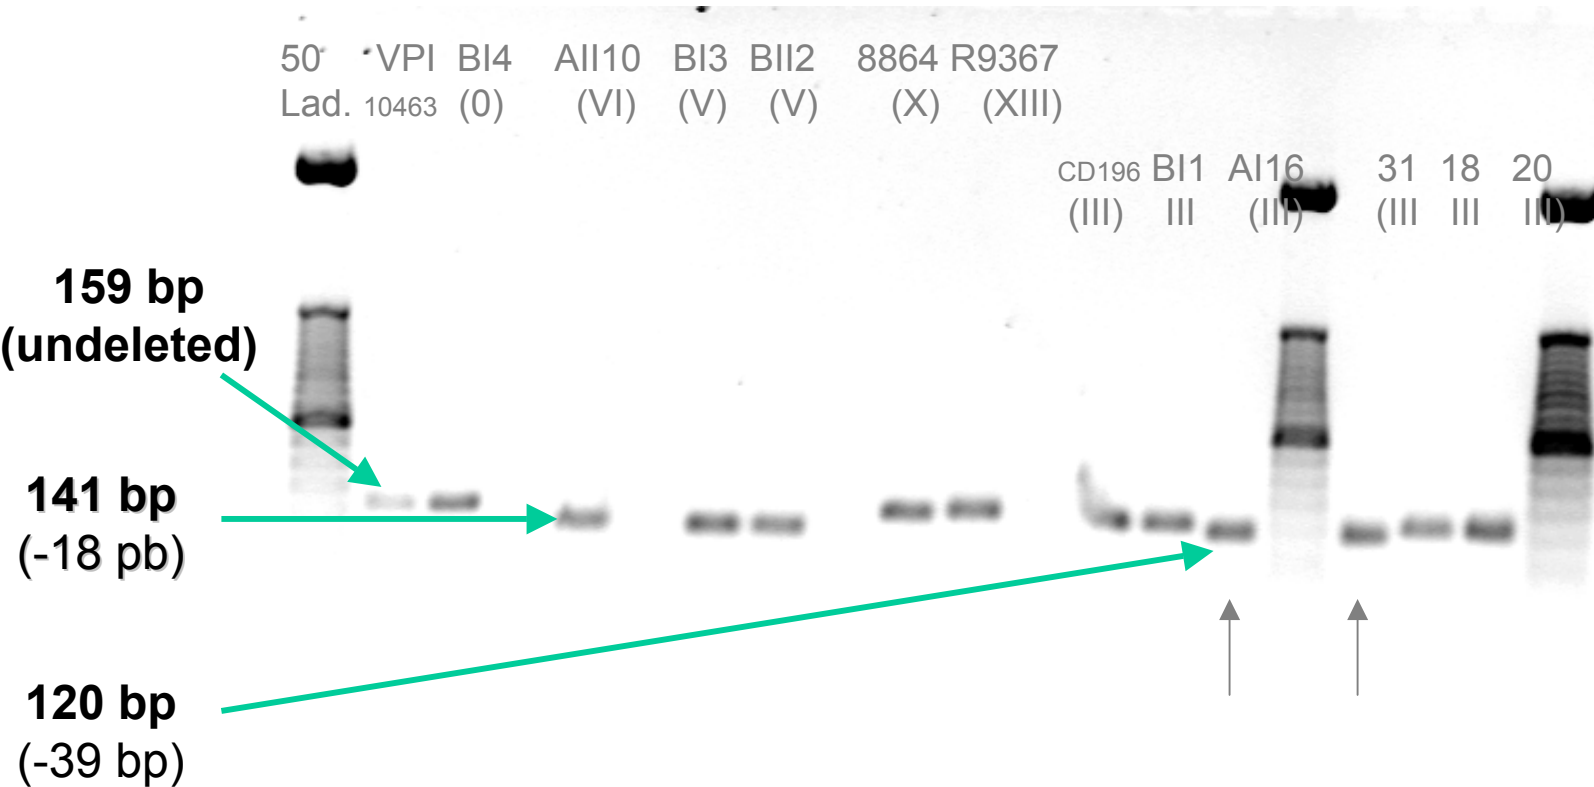 50 VPI BI4 AII10 BI3 BII2 8864 R9367
Lad. 10463 (0) (VI) (V) (V) (X) (XIII)
CD196 BI1 AI16 31 18 20
(III) III (III) (III III III)
159 bp
(undeleted)
141 bp
(-18 pb)
120 bp
(-39 bp)